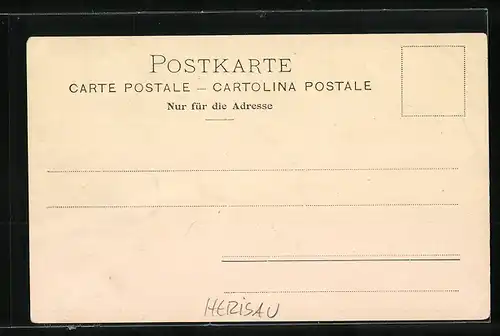 POSTKARTE
CARTE POSTALE — CARTOLINA POSTALE
Nur für die Adresse
HERISAU